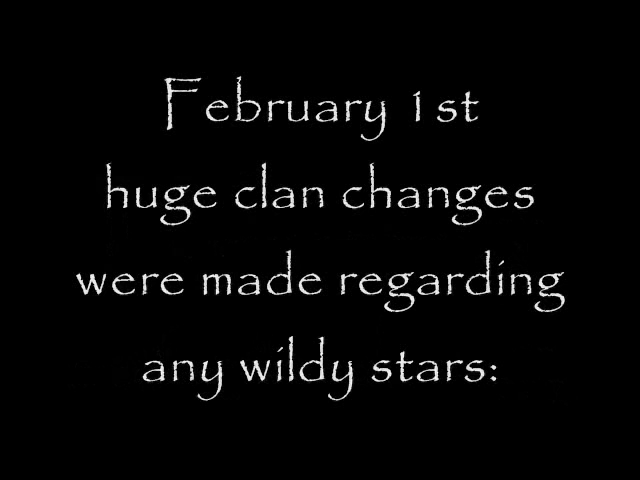 February 1st
huge clan changes
were made regarding
any wildy stars: